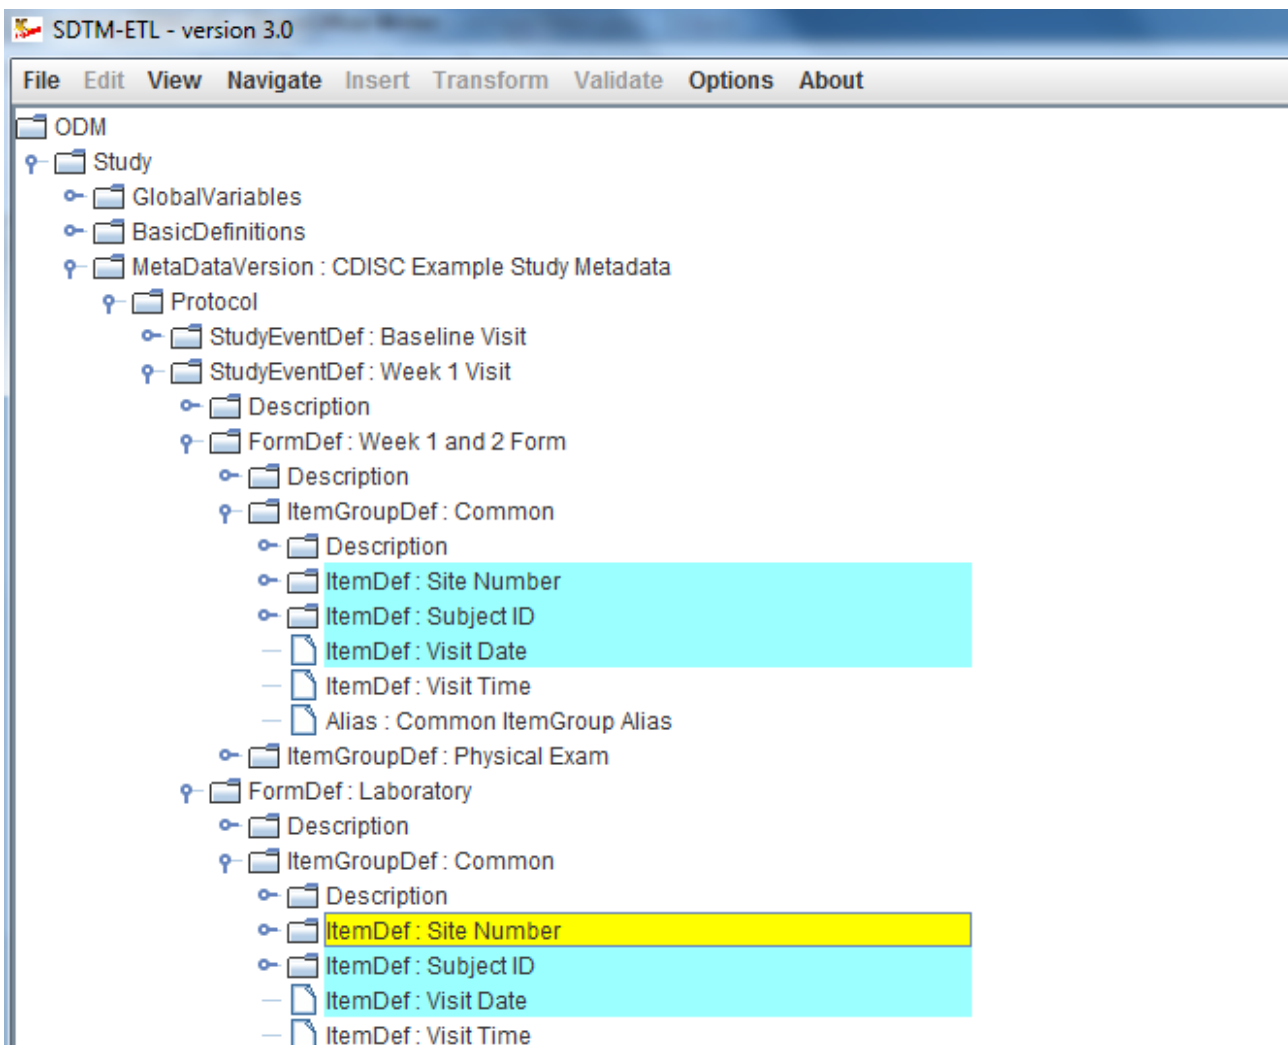 SDTM-ETL - version 3.0
File Edit View Navigate Insert Transform Validate Options About
ODM
Study
GlobalVariables
BasicDefinitions
MetaDataVersion : CDISC Example Study Metadata
Protocol
StudyEventDef : Baseline Visit
StudyEventDef : Week 1 Visit
Description
FormDef : Week 1 and 2 Form
Description
ItemGroupDef : Common
Description
ItemDef : Site Number
ItemDef : Subject ID
ItemDef : Visit Date
ItemDef : Visit Time
Alias : Common ItemGroup Alias
ItemGroupDef : Physical Exam
FormDef : Laboratory
Description
ItemGroupDef : Common
Description
ItemDef : Site Number
ItemDef : Subject ID
ItemDef : Visit Date
ItemDef : Visit Time